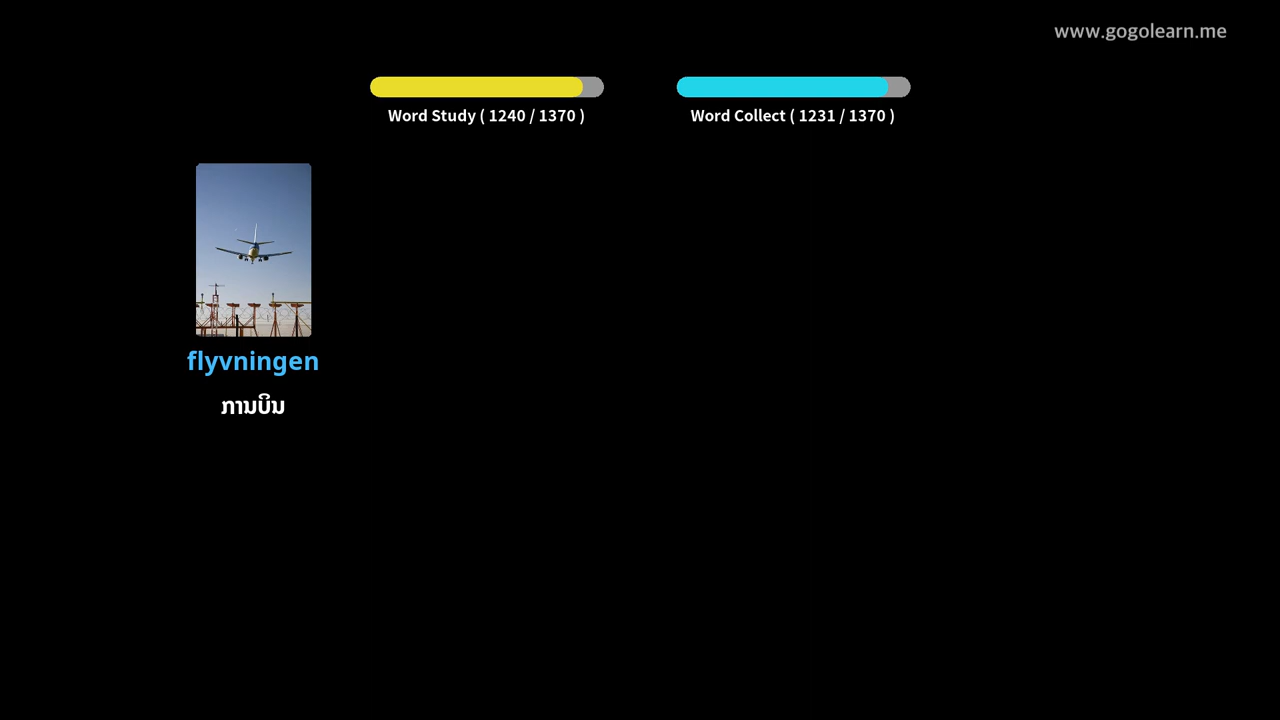 www.gogolearn.me
Word Study ( 1240 / 1370 )
Word Collect ( 1231 / 1370 )
flyvningen
ການບິນ